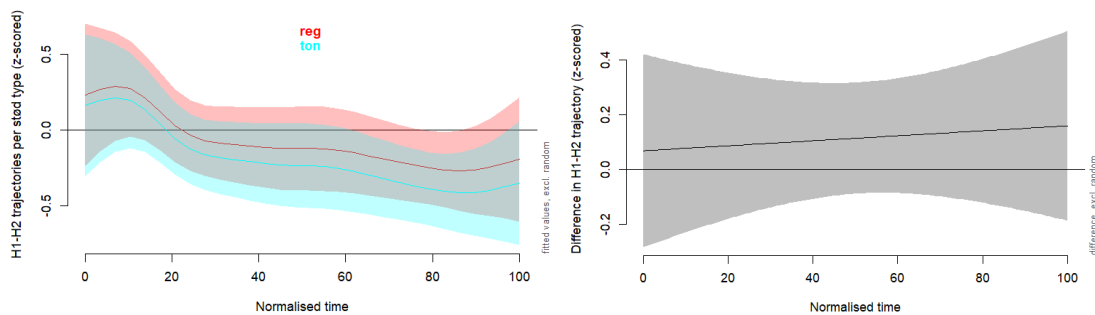 H1-H2 trajectories per stød type (z-scored)
0.5
0.0
-0.5
reg
ton
fitted values, excl. random
0 20 40 60 80 100
Normalised time
Difference in H1-H2 trajectory (z-scored)
0.4
0.2
0.0
-0.2
difference, excl. random
0 20 40 60 80 100
Normalised time